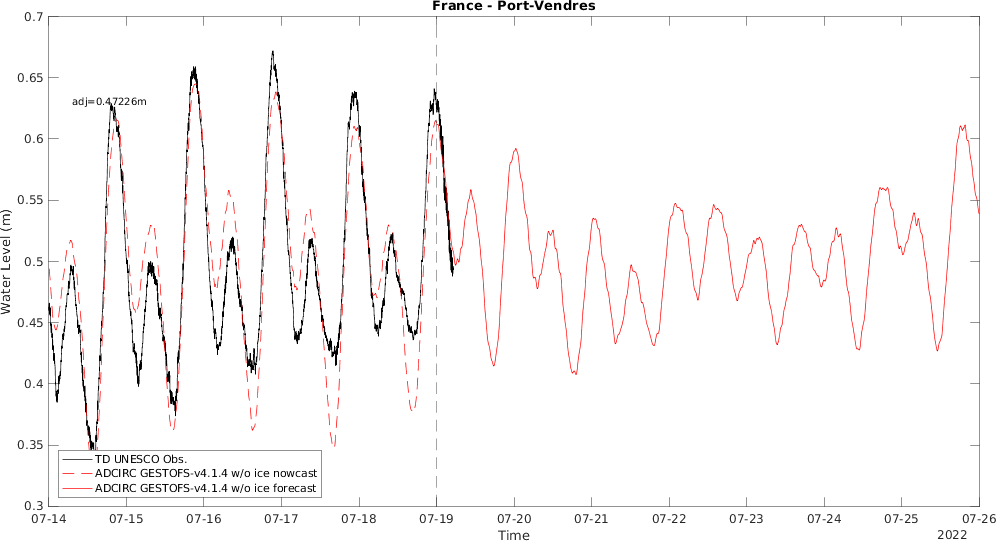 France - Port-Vendres
0.7
0.65
adj=0.47226m
0.6
0.55
Water Level (m)
0.5
0.45
0.4
0.35
0.3
TD UNESCO Obs.
ADCIRC GESTOFS-v4.1.4 w/o ice nowcast
ADCIRC GESTOFS-v4.1.4 w/o ice forecast
07-14 07-15 07-16 07-17 07-18 07-19 07-20 07-21 07-22 07-23 07-24 07-25 07-26
Time
2022